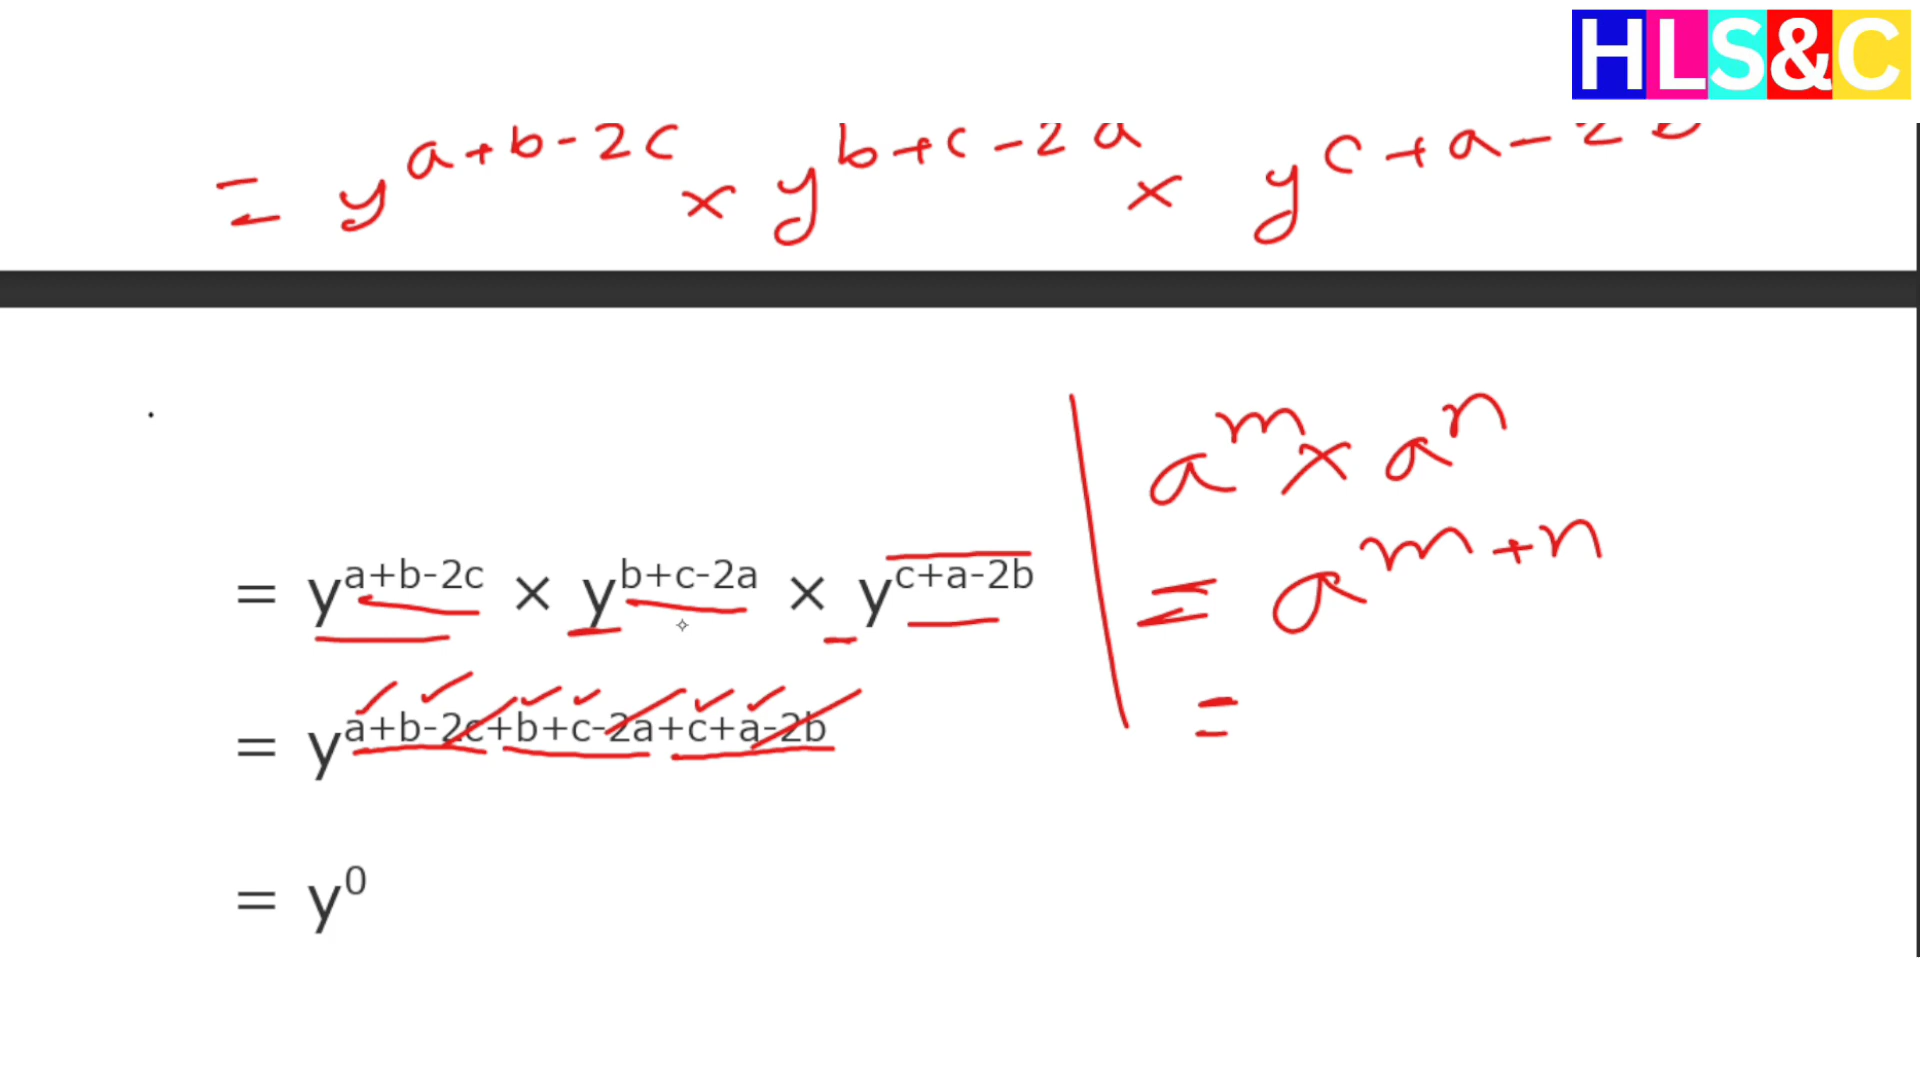 HLS&C
= y^{a+b-2c} × y^{b+c-2a} × y^{c+a-2b}
a^m × a^n
= a^{m+n}
=
= y^{a+b-2c} × y^{b+c-2a} × y^{c+a-2b}
= y^{a+b-2c+b+c-2a+c+a-2b}
= y^0